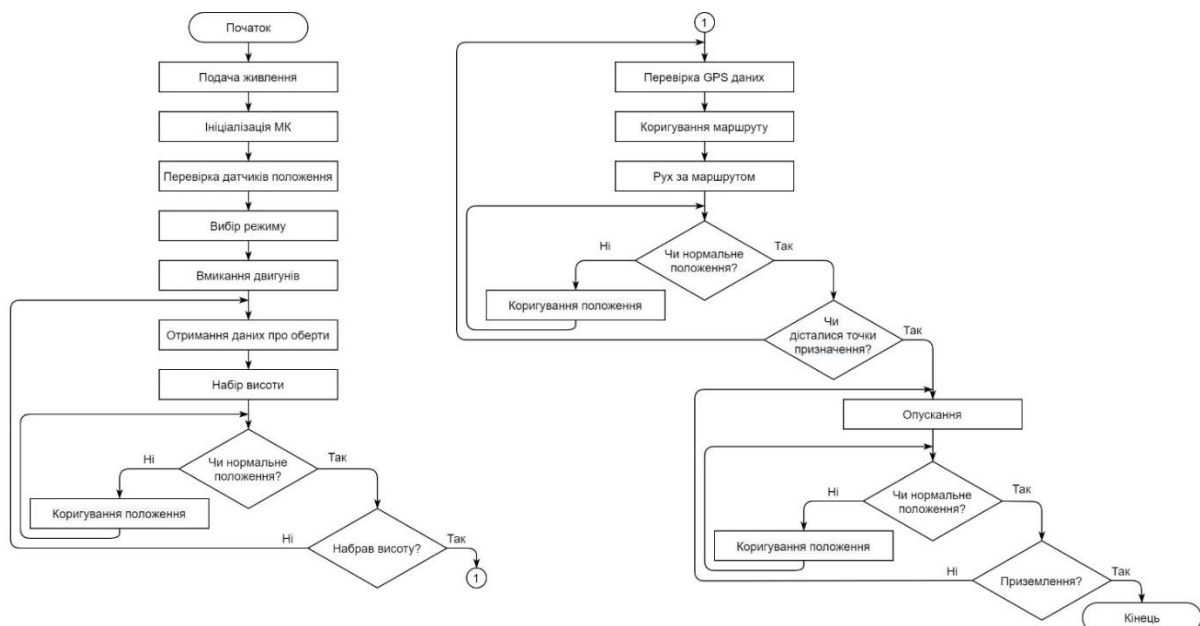 Початок
Подача живлення
Ініціалізація МК
Перевірка датчиків положення
Вибір режиму
Вмикання двигунів
Отримання даних про оберти
Набір висоти
Чи нормальне
положення?
Ні
Так
Коригування положення
Набрав висоту?
Ні
Так
1
1
Перевірка GPS даних
Коригування маршруту
Рух за маршрутом
Чи нормальне
положення?
Ні
Так
Коригування положення
Чи
дісталися точки
призначення?
Ні
Так
Опускання
Чи нормальне
положення?
Ні
Так
Коригування положення
Приземлення?
Ні
Так
Кінець